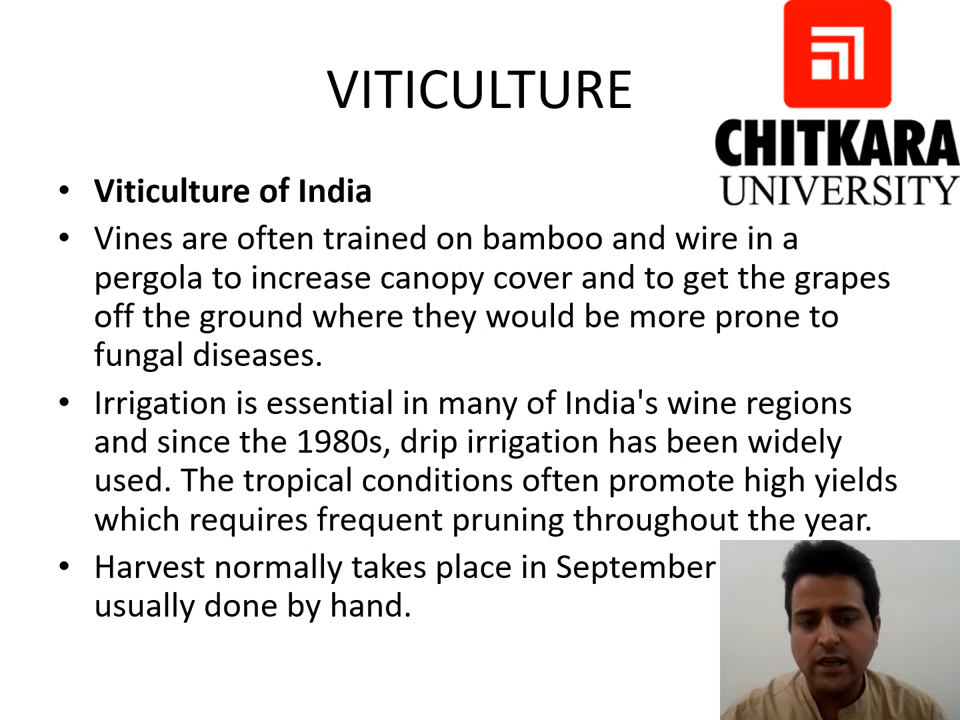 VITICULTURE
CHITKARA
UNIVERSITY
• Viticulture of India
• Vines are often trained on bamboo and wire in a
pergola to increase canopy cover and to get the grapes
off the ground where they would be more prone to
fungal diseases.
• Irrigation is essential in many of India's wine regions
and since the 1980s, drip irrigation has been widely
used. The tropical conditions often promote high yields
which requires frequent pruning throughout the year.
• Harvest normally takes place in September
usually done by hand.